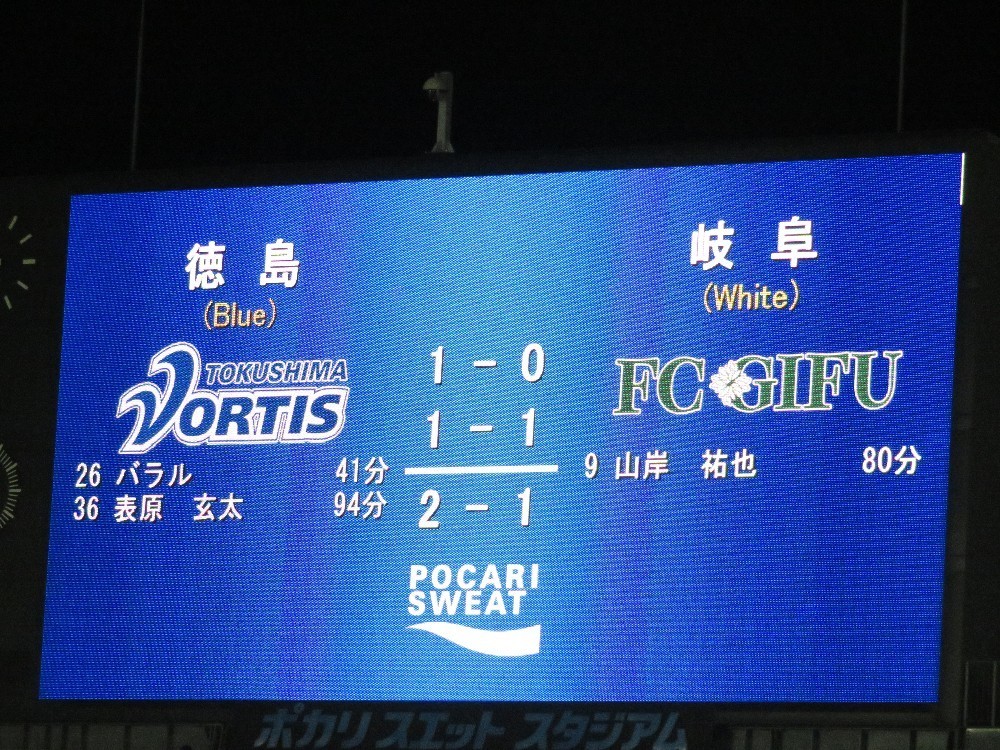 徳島 岐阜
(Blue) (White)
TOKUSHIMA VORTIS 1 - 0 FC GIFU
1 - 1
26 バラル 41分 9 山岸 祐也 80分
36 表原 玄太 94分 2 - 1
POCARI
SWEAT
ポカリスエット スタジアム